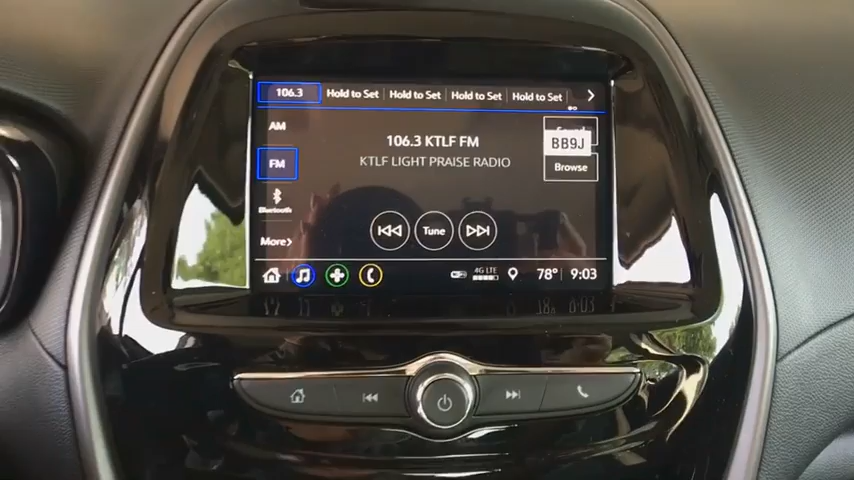 106.3 Hold to Set Hold to Set Hold to Set Hold to Set
AM
106.3 KTLF FM
Sound
BB9J
FM
KTLF LIGHT PRAISE RADIO
Browse
Bluetooth
Tune
More
4G LTE 78° 9:03